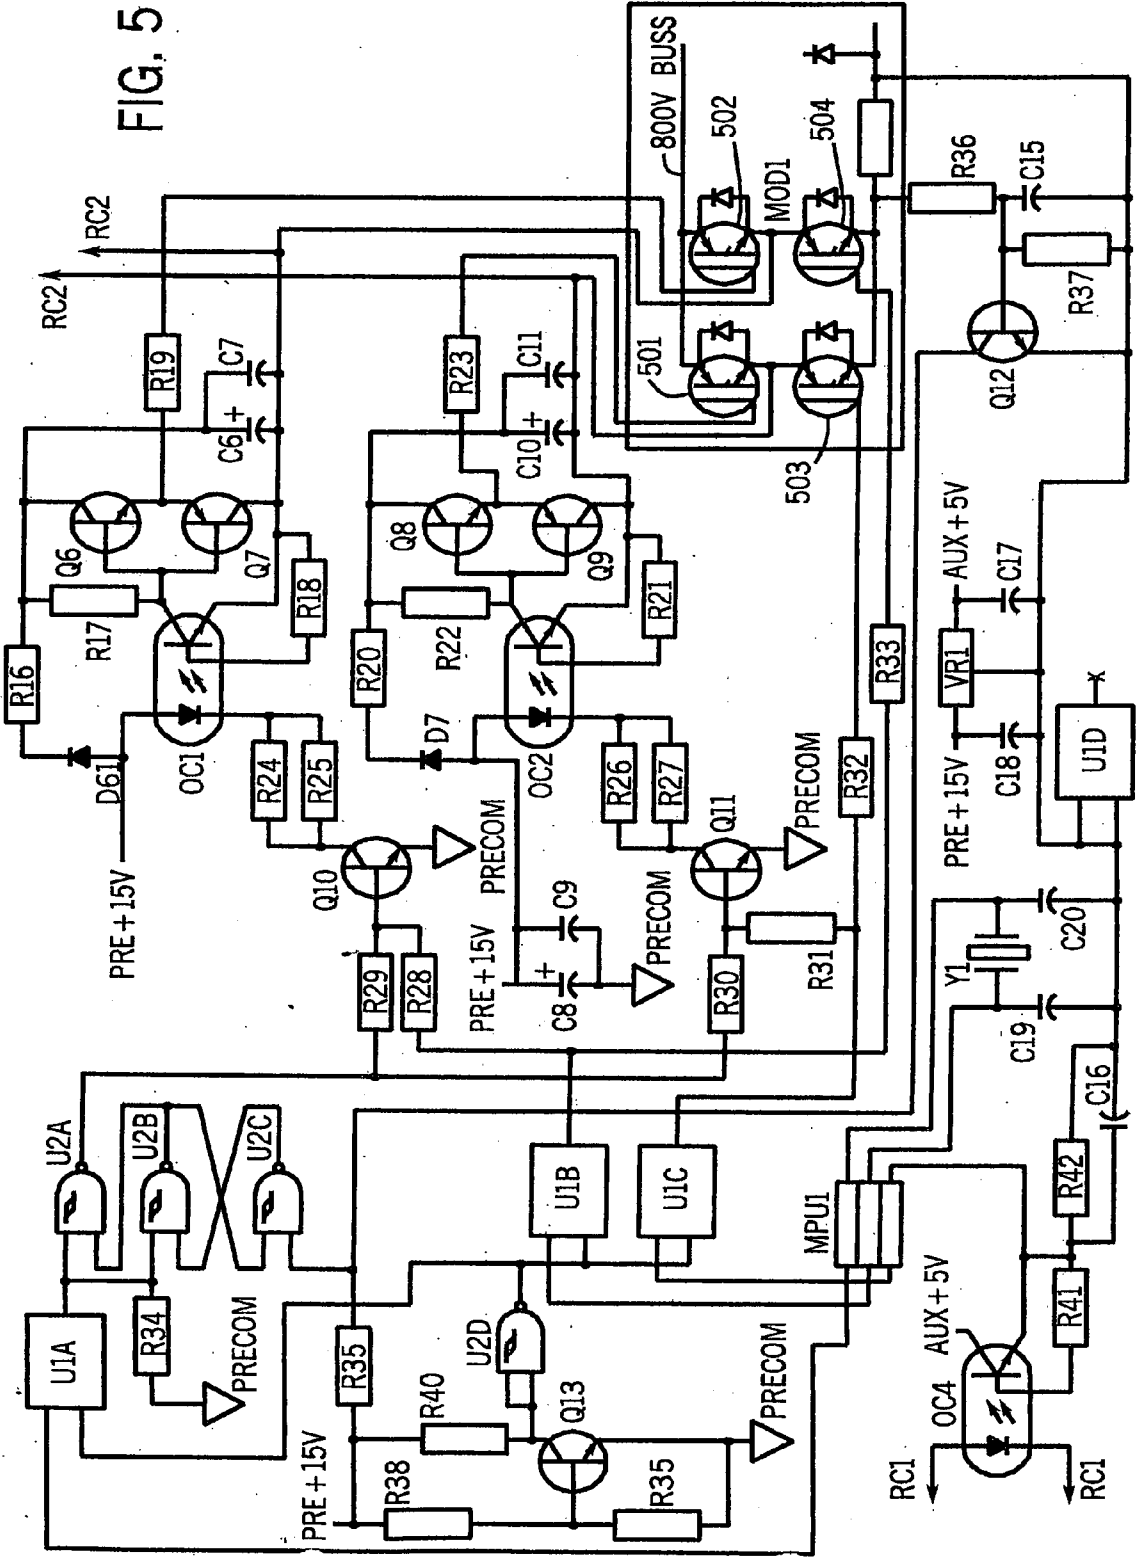 FIG. 5
RC2
RC2
R19
C7
C6
+
Q6
Q7
R17
R18
R16
D61
OC1
PRE+15V
R24
R25
Q10
PRECOM
R23
C11
C10
+
Q8
Q9
R22
R21
R20
D7
OC2
R26
R27
Q11
PRECOM
PRE+15V
C9
C8
+
PRECOM
R29
R28
R30
R31
R32
R33
800V BUSS
501
502
MOD1
503
504
R36
C15
R37
Q12
AUX+5V
C17
VR1
PRE+15V
C18
U1D
x
Y1
C20
C19
C16
R42
R41
U2A
U2B
U2C
U1A
R34
PRECOM
U1B
U1C
MPU1
U2D
R35
R40
Q13
PRE+15V
R38
R35
PRECOM
AUX+5V
OC4
RC1
RC1